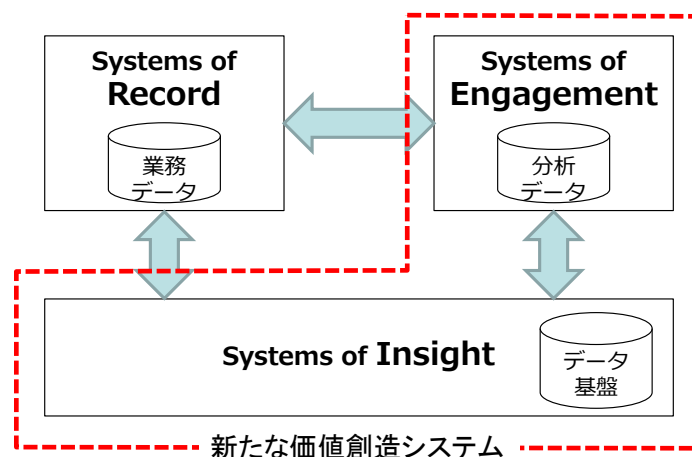 Systems of
Record
業務
データ
Systems of
Engagement
分析
データ
Systems of Insight
データ
基盤
新たな価値創造システム